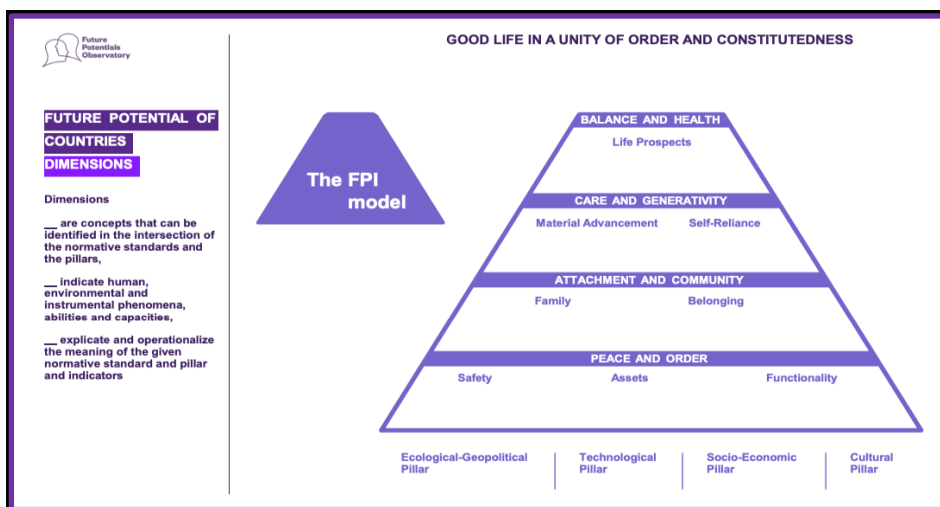 Future
Potentials
Observatory
GOOD LIFE IN A UNITY OF ORDER AND CONSTITUTEDNESS
FUTURE POTENTIAL OF
COUNTRIES
DIMENSIONS
Dimensions
__ are concepts that can be
identified in the intersection of
the normative standards and
the pillars,
__ indicate human,
environmental and
instrumental phenomena,
abilities and capacities,
__ explicate and operationalize
the meaning of the given
normative standard and pillar
and indicators
The FPI
model
BALANCE AND HEALTH
Life Prospects
CARE AND GENERATIVITY
Material Advancement Self-Reliance
ATTACHMENT AND COMMUNITY
Family Belonging
PEACE AND ORDER
Safety Assets Functionality
Ecological-Geopolitical
Pillar
Technological
Pillar
Socio-Economic
Pillar
Cultural
Pillar